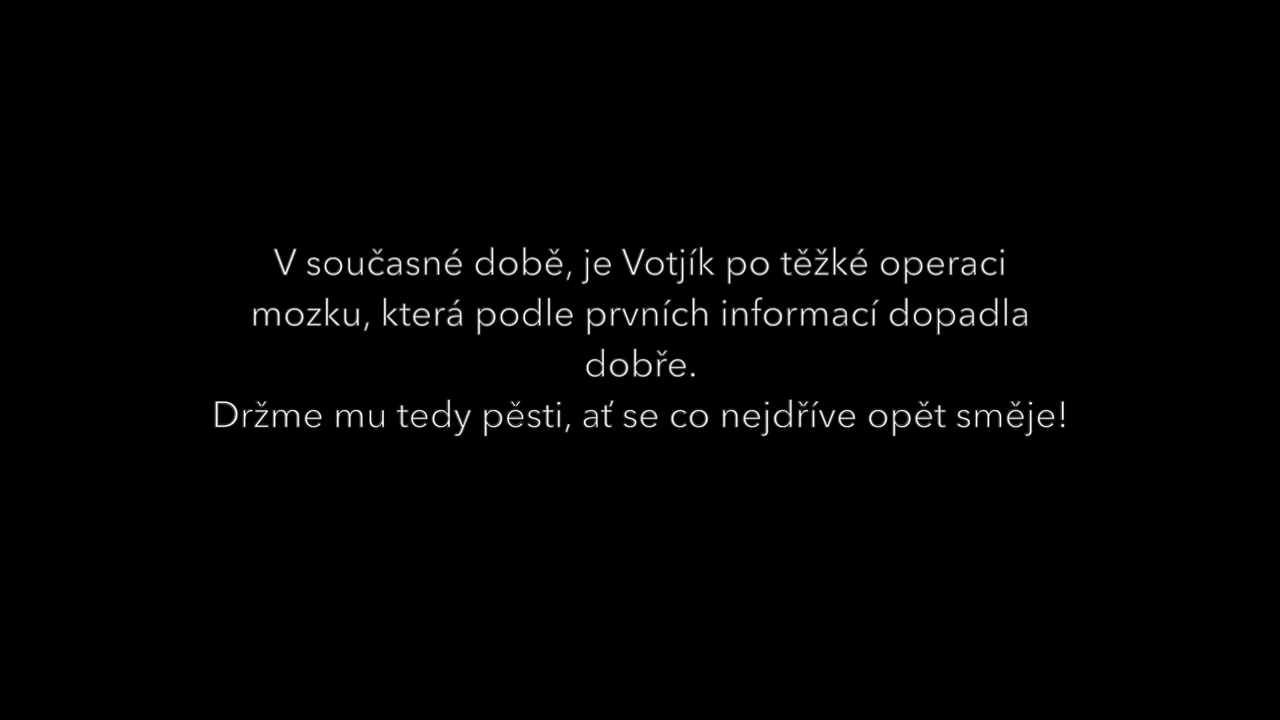 V současné době, je Votjík po těžké operaci
mozku, která podle prvních informací dopadla
dobře.
Držme mu tedy pěsti, ať se co nejdříve opět směje!